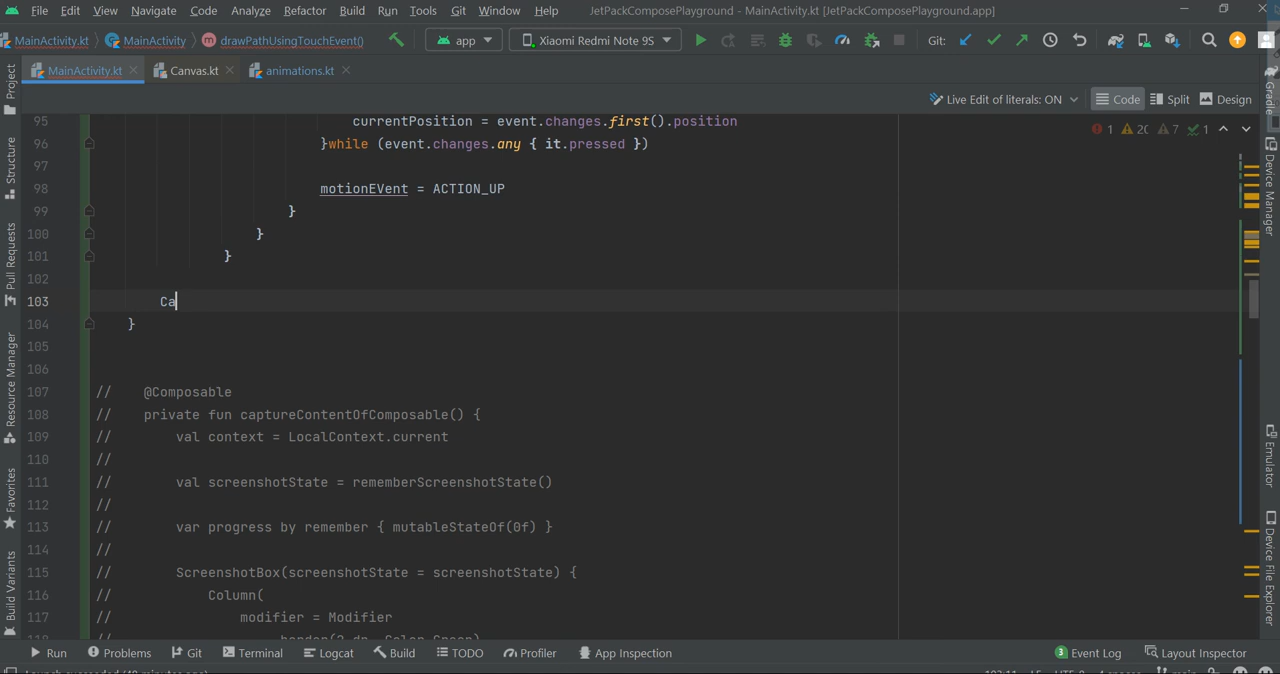 File Edit View Navigate Code Analyze Refactor Build Run Tools Git Window Help JetPackComposePlayground - MainActivity.kt [JetPackComposePlayground.app]
MainActivity.kt MainActivity drawPathUsingTouchEvent() app Xiaomi Redmi Note 9S Git:
MainActivity.kt Canvas.kt animations.kt
Live Edit of literals: ON Code Split Design
1 20 7 1
95 currentPosition = event.changes.first().position
96 }while (event.changes.any { it.pressed })
97
98 motionEVent = ACTION_UP
99 }
100 }
101 }
102
103 Ca
104 }
105
106
107 // @Composable
108 // private fun captureContentOfComposable() {
109 // val context = LocalContext.current
110 //
111 // val screenshotState = rememberScreenshotState()
112 //
113 // var progress by remember { mutableStateOf(0f) }
114 //
115 // ScreenshotBox(screenshotState = screenshotState) {
116 // Column(
117 // modifier = Modifier
Project
Structure
Pull Requests
Resource Manager
Favorites
Build Variants
Gradle
Device Manager
Emulator
Device File Explorer
Run Problems Git Terminal Logcat Build TODO Profiler App Inspection 3 Event Log Layout Inspector